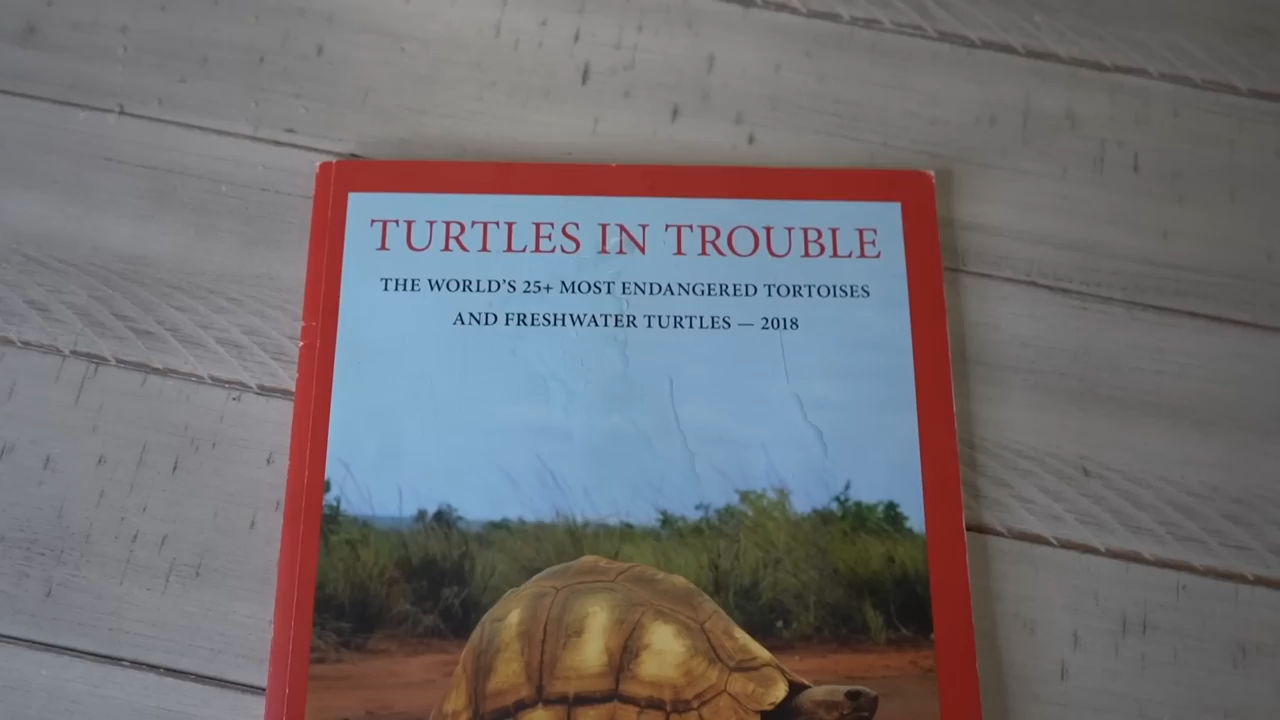 TURTLES IN TROUBLE
THE WORLD'S 25+ MOST ENDANGERED TORTOISES
AND FRESHWATER TURTLES — 2018